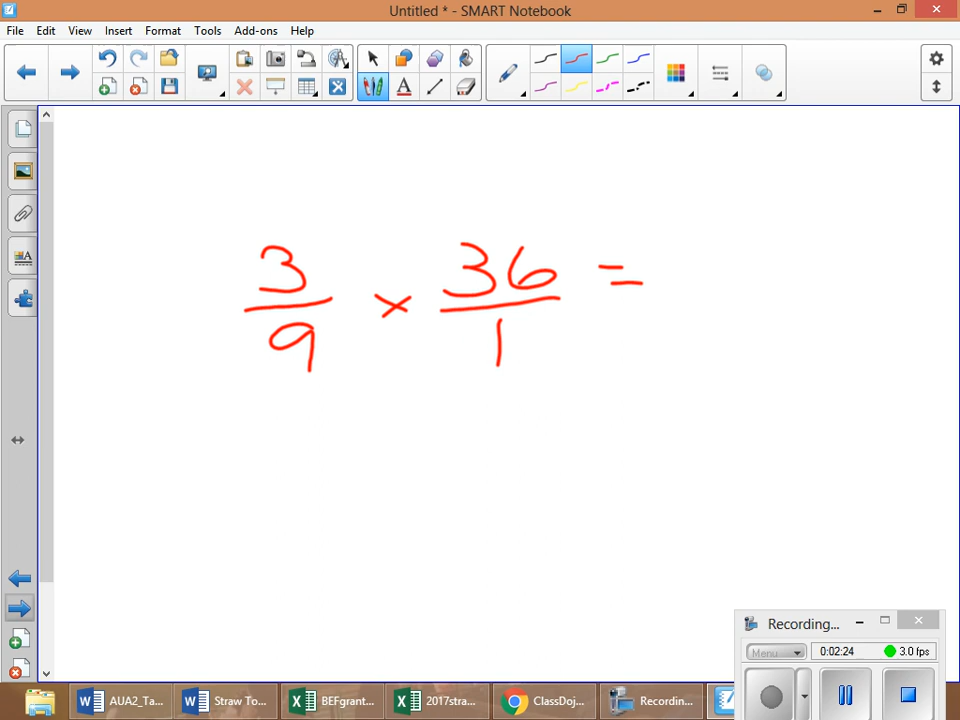 Untitled * - SMART Notebook
File Edit View Insert Format Tools Add-ons Help
3/9 × 36/1 =
Recording...
Menu 0:02:24 3.0 fps
AUA2_Ta... Straw To... BEFgrant... 2017stra... ClassDoj... Recording...